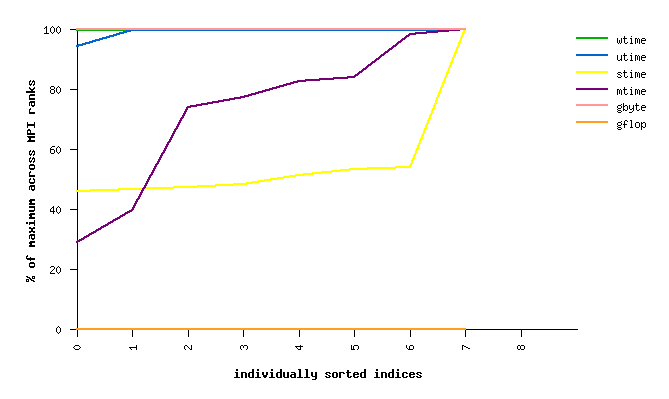 100
80
60
40
20
0
% of maximum across MPI ranks
0 1 2 3 4 5 6 7 8
individually sorted indices
wtime
utime
stime
mtime
gbyte
gflop